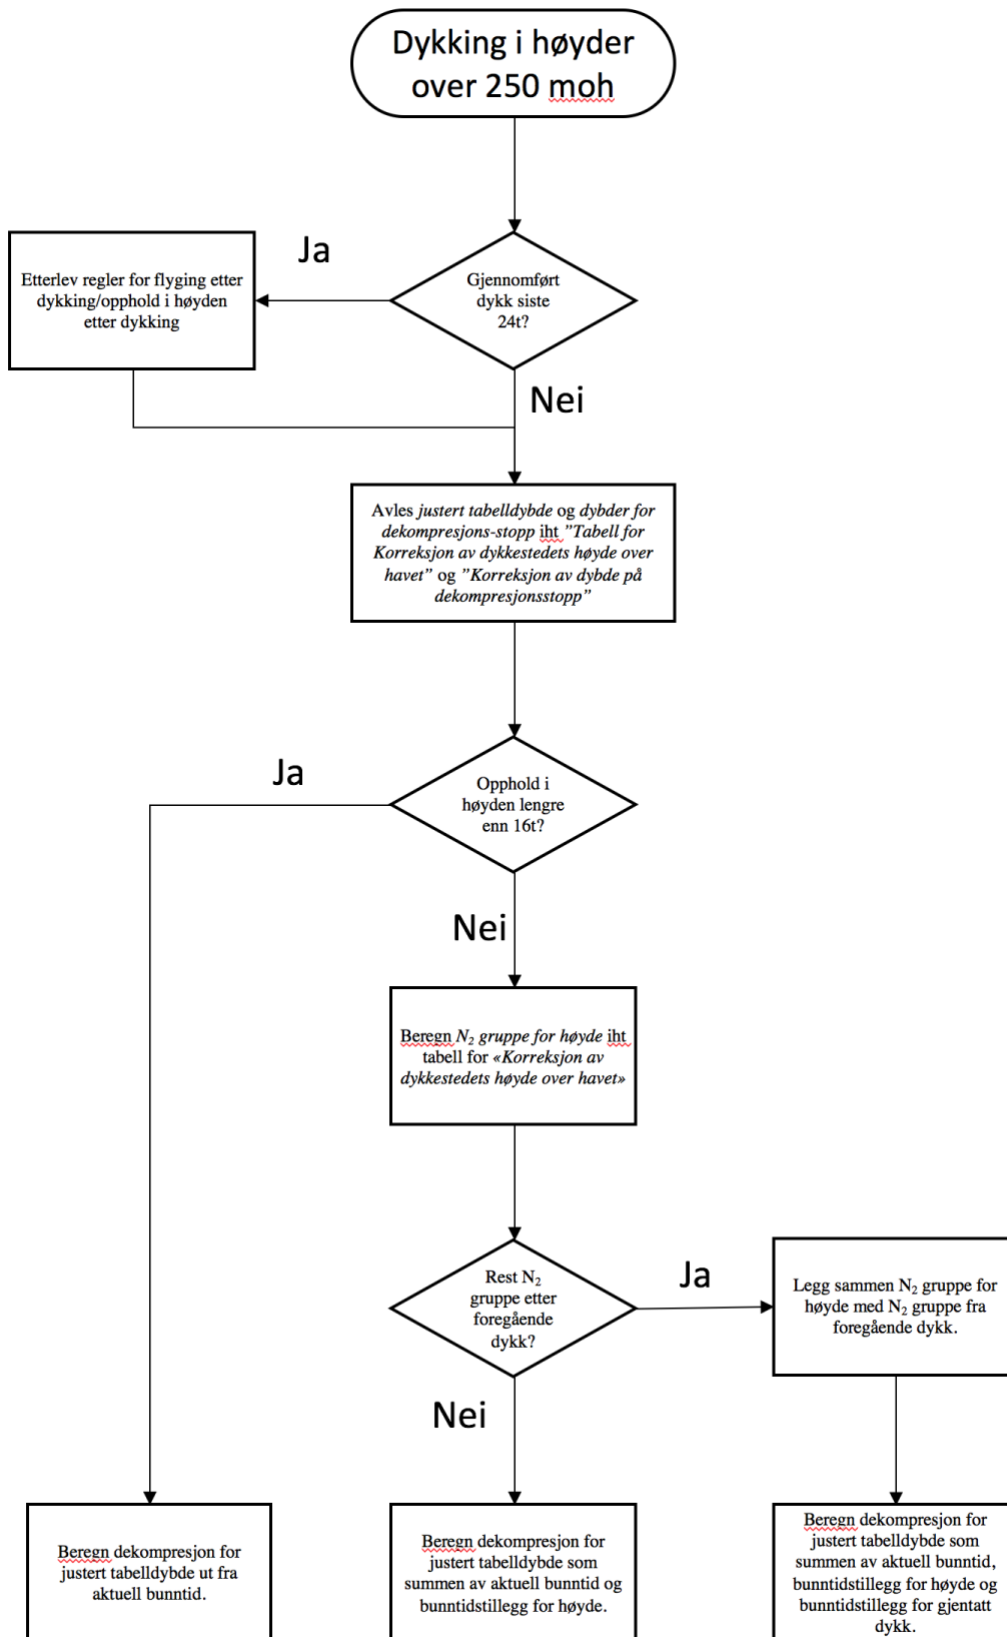 Dykking i høyder
over 250 moh
Ja
Gjennomført
dykk siste
24t?
Etterlev regler for flyging etter
dykking/opphold i høyden
etter dykking
Nei
Avles justert tabelldybde og dybder for
dekompresjons-stopp iht "Tabell for
Korreksjon av dykkestedets høyde over
havet" og "Korreksjon av dybde på
dekompresjonsstopp"
Ja
Opphold i
høyden lengre
enn 16t?
Nei
Beregn N₂ gruppe for høyde iht
tabell for «Korreksjon av
dykkestedets høyde over havet»
Rest N₂
gruppe etter
foregående
dykk?
Ja
Legg sammen N₂ gruppe for
høyde med N₂ gruppe fra
foregående dykk.
Nei
Beregn dekompresjon for
justert tabelldybde ut fra
aktuell bunntid.
Beregn dekompresjon for
justert tabelldybde som
summen av aktuell bunntid og
bunntidstillegg for høyde.
Beregn dekompresjon for
justert tabelldybde som
summen av aktuell bunntid,
bunntidstillegg for høyde og
bunntidstillegg for gjentatt
dykk.